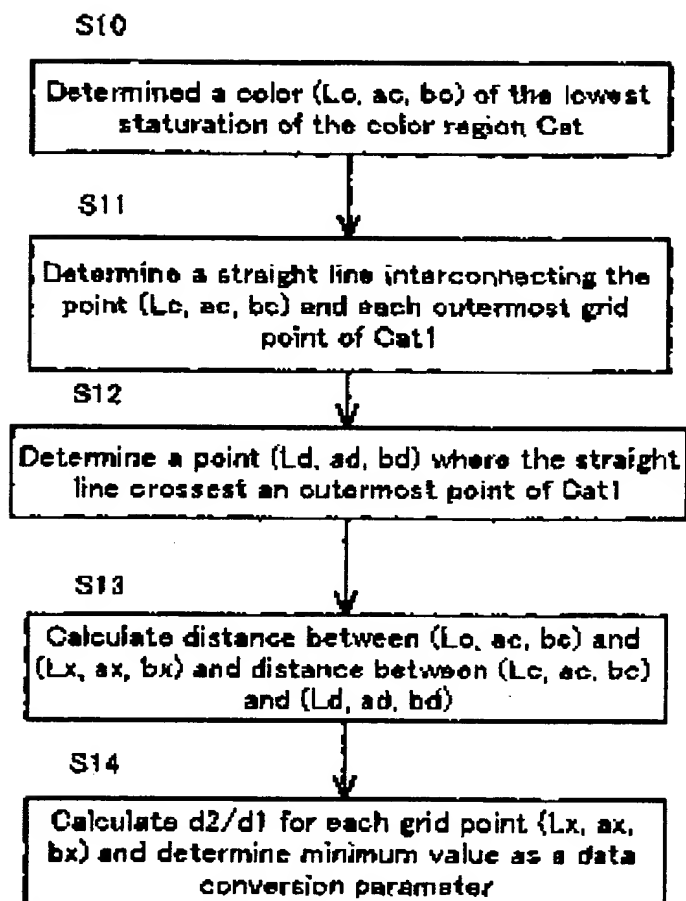 S10
Determined a color (Lc, ac, bc) of the lowest
staturation of the color region Cat
S11
Determine a straight line interconnecting the
point (Lc, ac, bc) and each outermost grid
point of Cat1
S12
Determine a point (Ld, ad, bd) where the straight
line crossest an outermost point of Cat1
S13
Calculate distance between (Lc, ac, bc) and
(Lx, ax, bx) and distance between (Lc, ac, bc)
and (Ld, ad, bd)
S14
Calculate d2/d1 for each grid point (Lx, ax,
bx) and determine minimum value as a data
conversion parameter